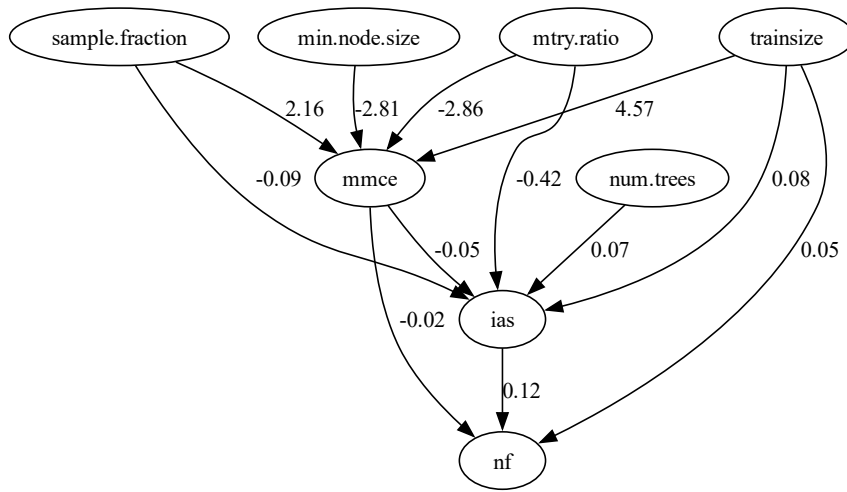 sample.fraction
min.node.size
mtry.ratio
trainsize
2.16
-2.81
-2.86
4.57
mmce
num.trees
-0.09
-0.42
0.08
-0.05
0.07
0.05
ias
-0.02
0.12
nf